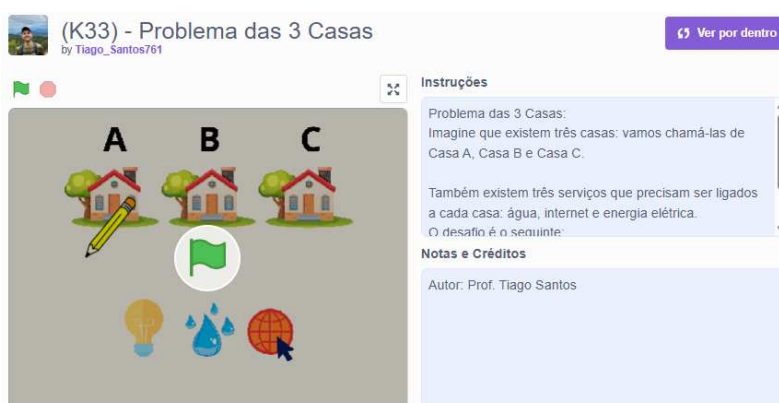 (K33) - Problema das 3 Casas
by Tiago_Santos761
Ver por dentro
Instruções
A B C
Problema das 3 Casas:
Imagine que existem três casas: vamos chamá-las de
Casa A, Casa B e Casa C.
Também existem três serviços que precisam ser ligados
a cada casa: água, internet e energia elétrica.
O desafio é o seguinte:
Notas e Créditos
Autor: Prof. Tiago Santos